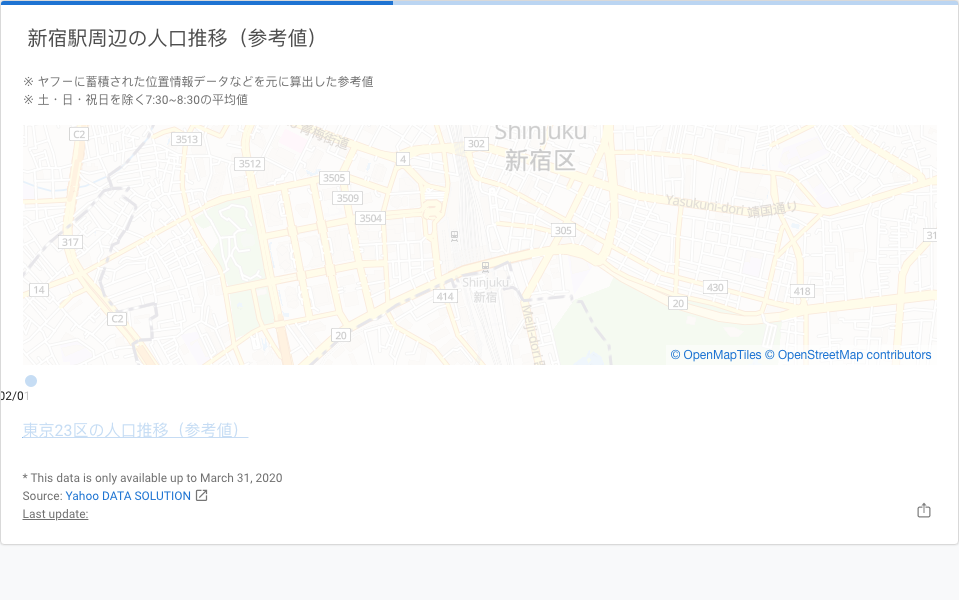 新宿駅周辺の人口推移（参考値）
※ ヤフーに蓄積された位置情報データなどを元に算出した参考値
※ 土・日・祝日を除く7:30~8:30の平均値
Shinjuku
新宿区
C2
3513
青梅街道
302
3512
4
3505
3509
3504
Yasukuni-dori 靖国通り
305
317
31
Shinjuku
新宿
14
414
430
418
20
C2
20
Meiji-dori
© OpenMapTiles © OpenStreetMap contributors
02/01
東京23区の人口推移（参考値）
* This data is only available up to March 31, 2020
Source: Yahoo DATA SOLUTION
Last update: